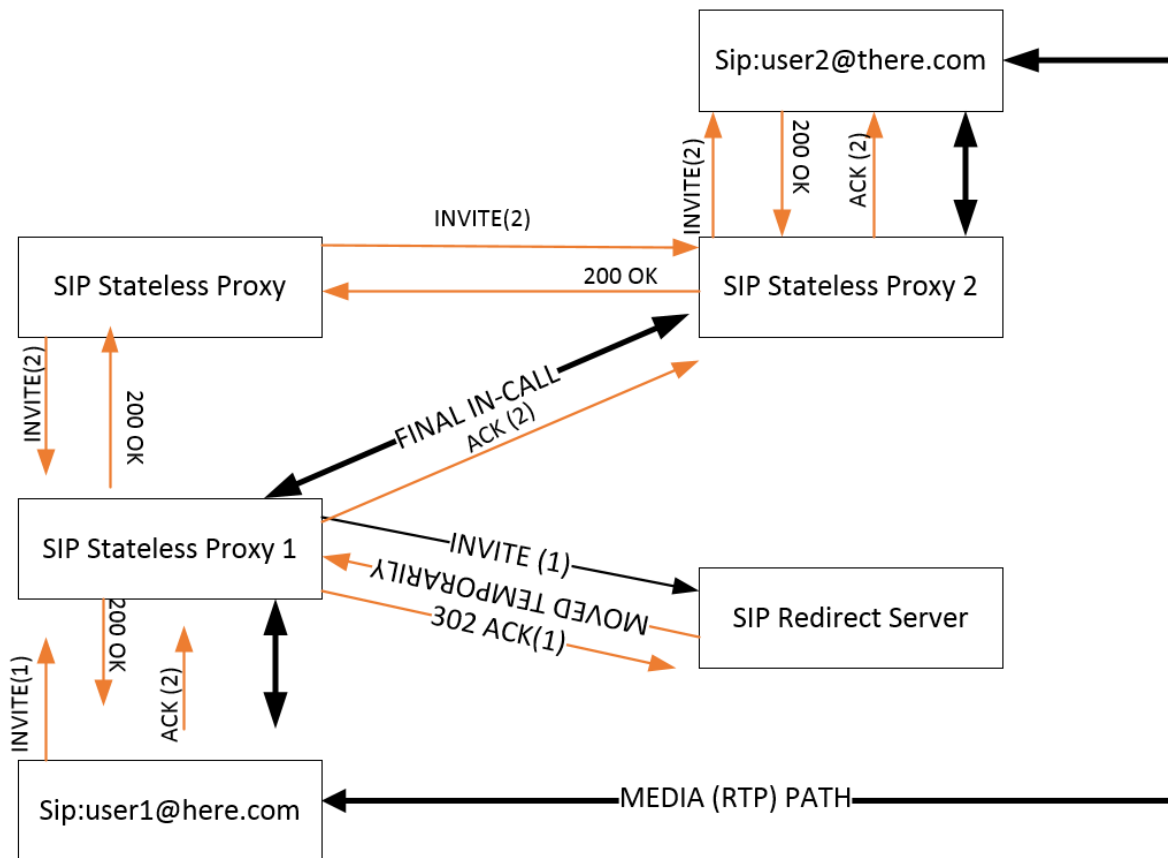 Sip:user2@there.com
INVITE(2)
200 OK
ACK (2)
INVITE(2)
SIP Stateless Proxy
200 OK
SIP Stateless Proxy 2
INVITE(2)
200 OK
FINAL IN-CALL
ACK (2)
SIP Stateless Proxy 1
INVITE (1)
MOVED TEMPORARILY
302 ACK(1)
SIP Redirect Server
INVITE(1)
200 OK
ACK (2)
Sip:user1@here.com
MEDIA (RTP) PATH